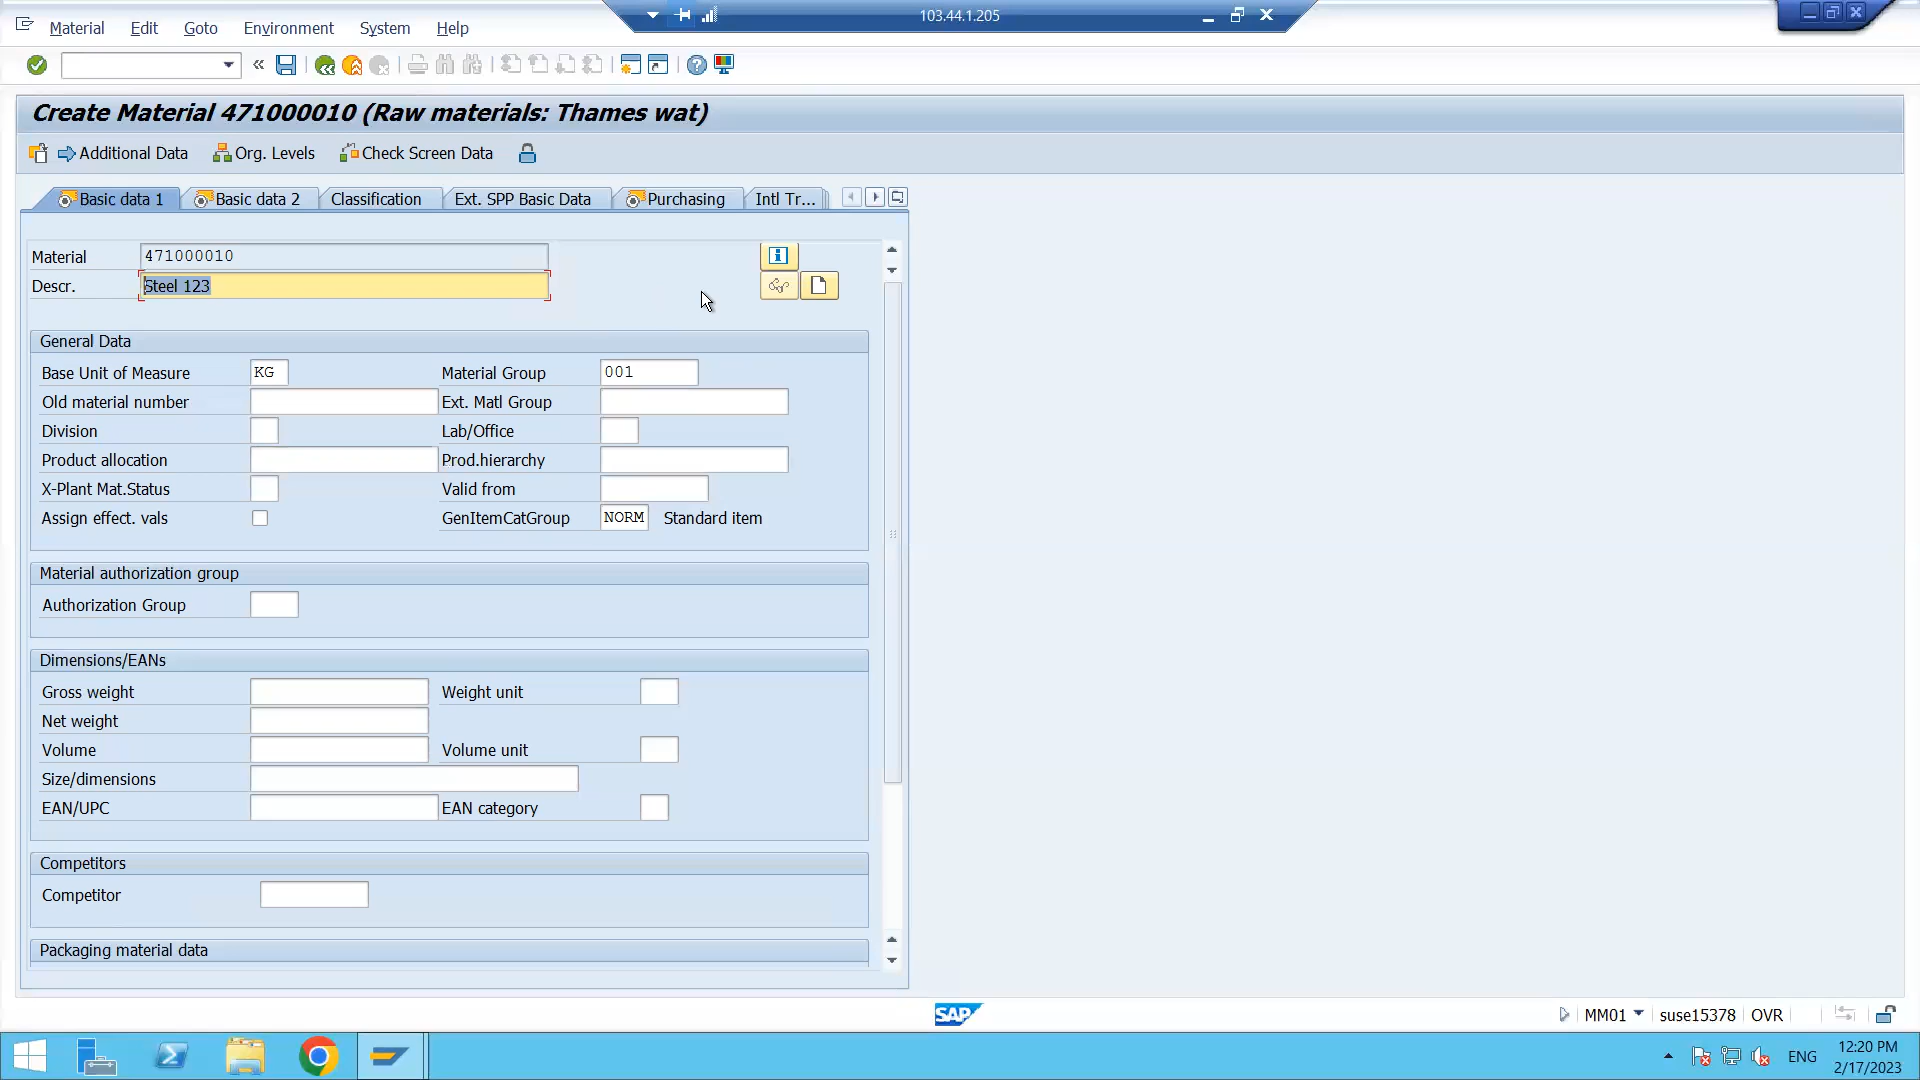 103.44.1.205
Material Edit Goto Environment System Help
Create Material 471000010 (Raw materials: Thames wat)
Additional Data Org. Levels Check Screen Data
Basic data 1 Basic data 2 Classification Ext. SPP Basic Data Purchasing Intl Tr...
Material 471000010
Descr. Steel 123
General Data
Base Unit of Measure KG Material Group 001
Old material number Ext. Matl Group
Division Lab/Office
Product allocation Prod.hierarchy
X-Plant Mat.Status Valid from
Assign effect. vals GenItemCatGroup NORM Standard item
Material authorization group
Authorization Group
Dimensions/EANs
Gross weight Weight unit
Net weight
Volume Volume unit
Size/dimensions
EAN/UPC EAN category
Competitors
Competitor
Packaging material data
SAP MM01 suse15378 OVR
ENG 12:20 PM
2/17/2023